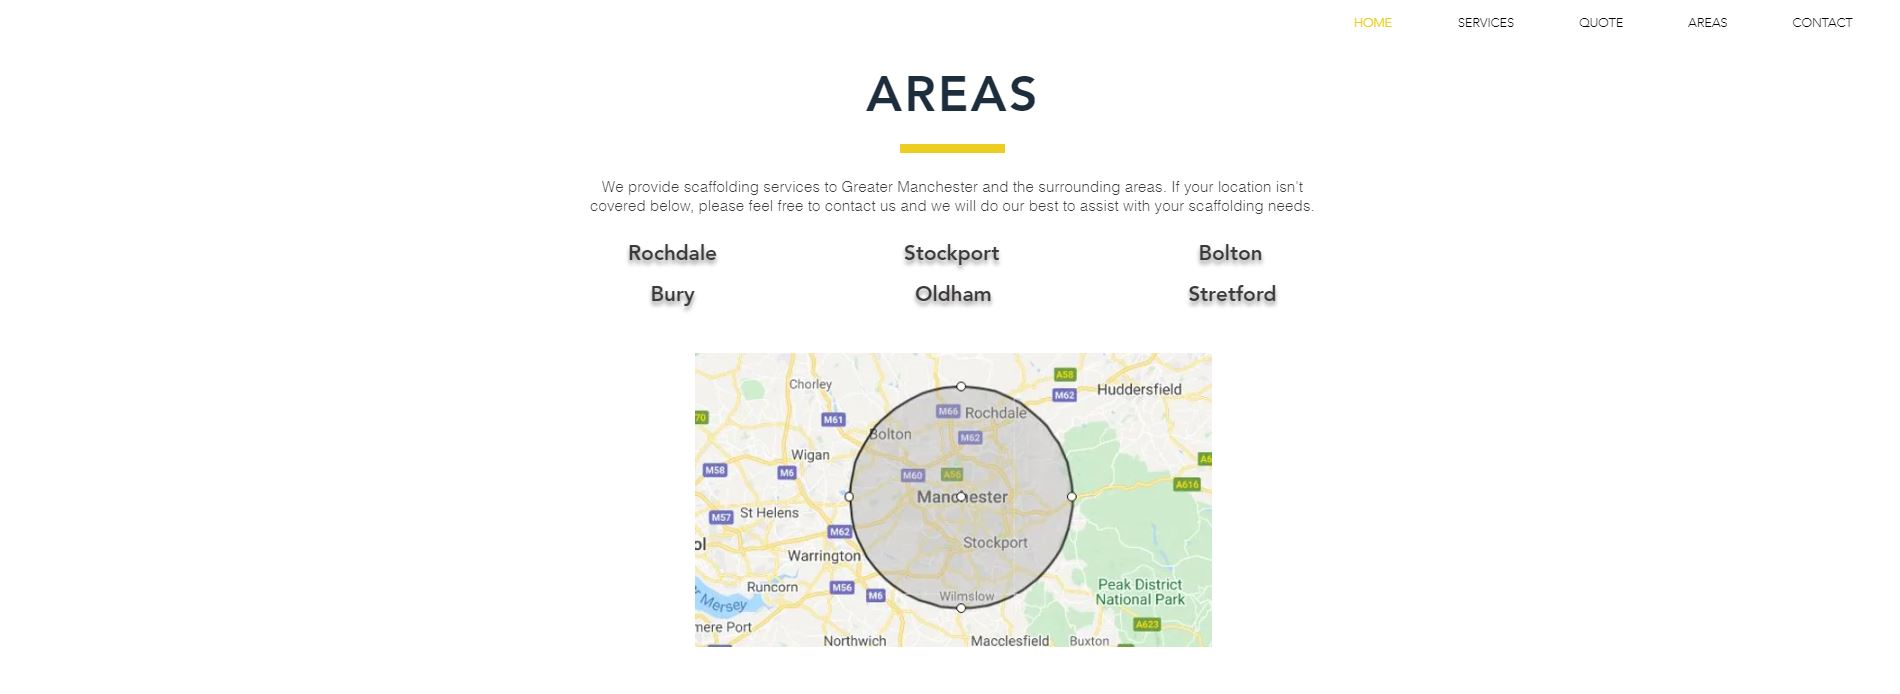 HOME SERVICES QUOTE AREAS CONTACT
AREAS
We provide scaffolding services to Greater Manchester and the surrounding areas. If your location isn't
covered below, please feel free to contact us and we will do our best to assist with your scaffolding needs.
Rochdale Stockport Bolton
Bury Oldham Stretford
A58
Chorley
Huddersfield
M62
M66 Rochdale
70
M61
Bolton
M62
Wigan
M58
M6
M60
A56
A616
Manchester
St Helens
M57
M62
Stockport
ol
Warrington
Runcorn
M56
M6
Wilmslow
Peak District
National Park
Mersey
A623
mere Port
Northwich
Macclesfield
Buxton